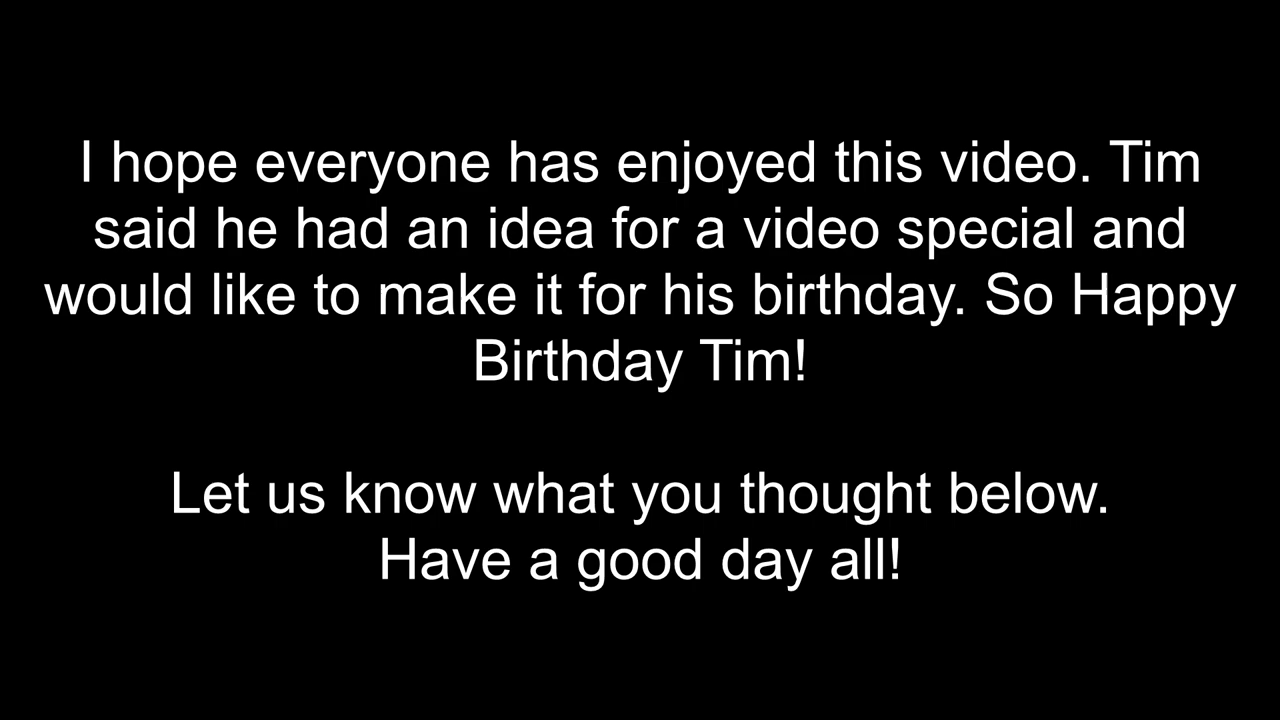 I hope everyone has enjoyed this video. Tim
said he had an idea for a video special and
would like to make it for his birthday. So Happy
Birthday Tim!
Let us know what you thought below.
Have a good day all!